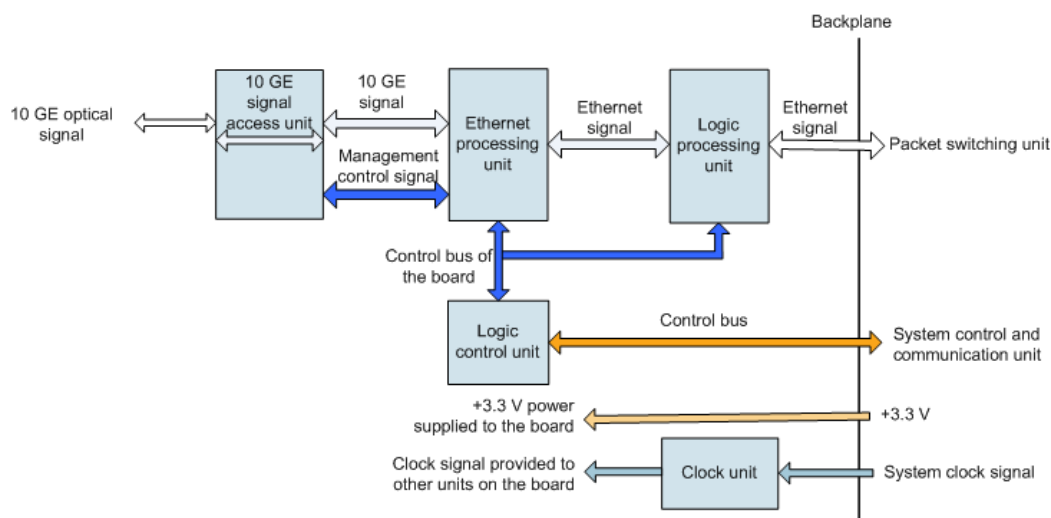 Backplane
10 GE optical
signal
10 GE
signal
access unit
10 GE
signal
Management
control signal
Ethernet
processing
unit
Ethernet
signal
Logic
processing
unit
Ethernet
signal
Packet switching unit
Control bus of
the board
Logic
control unit
Control bus
System control and
communication unit
+3.3 V power
supplied to the board
+3.3 V
Clock signal provided to
other units on the board
Clock unit
System clock signal